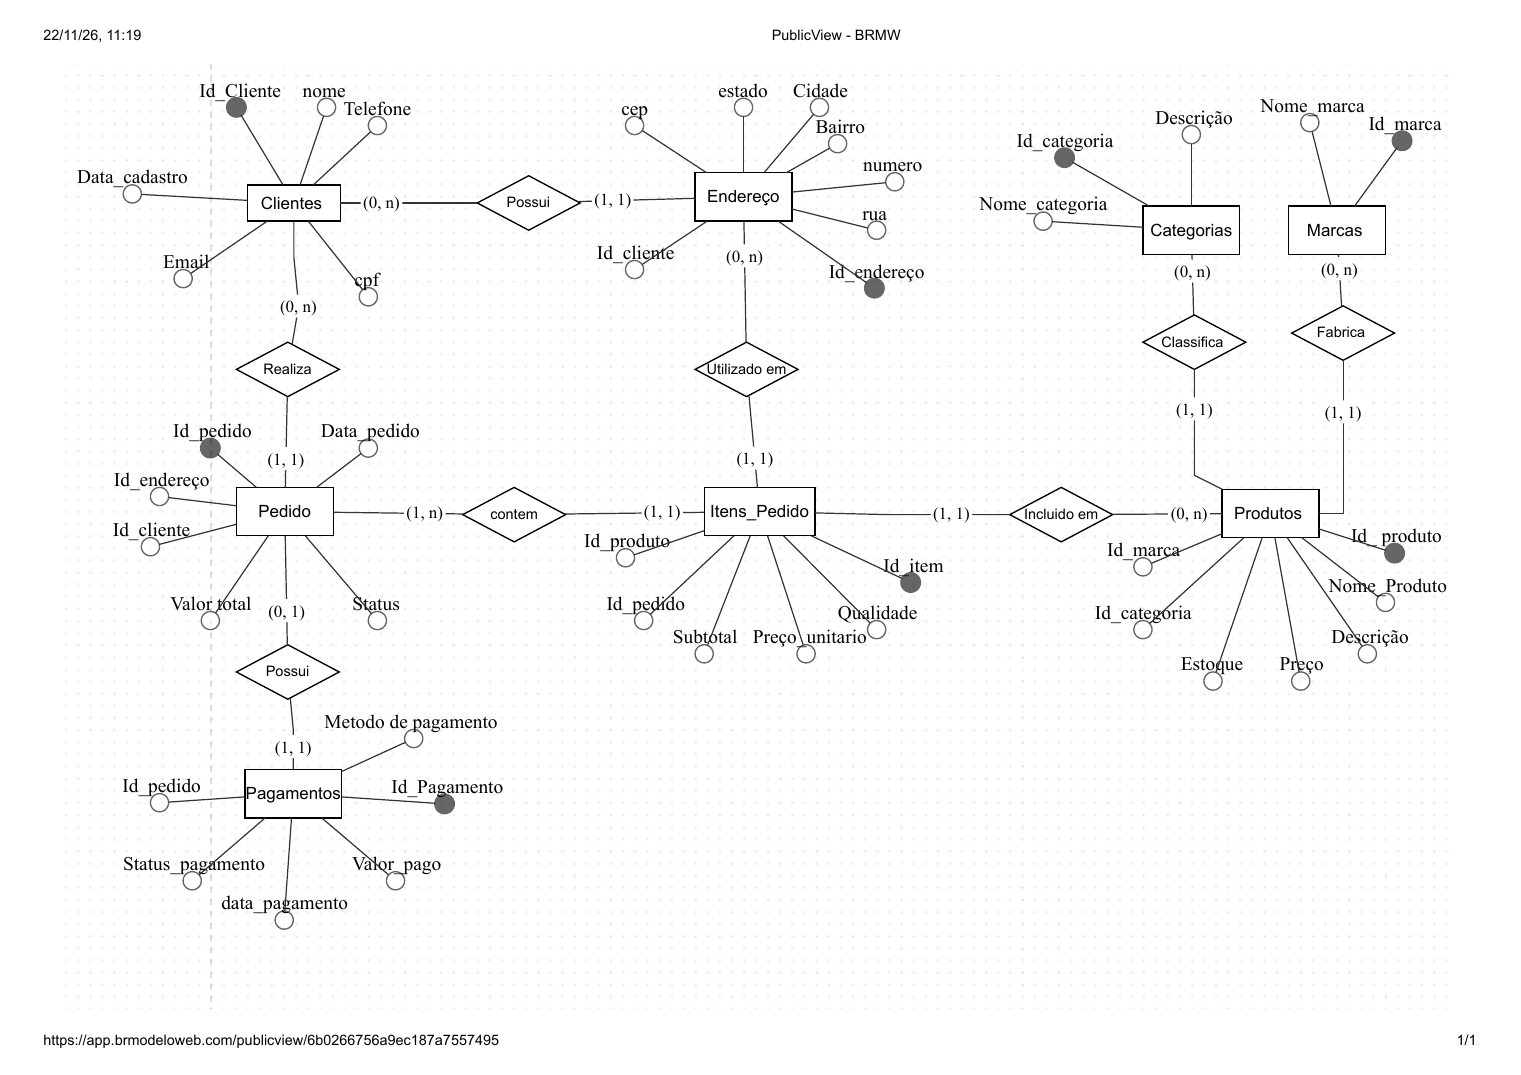 22/11/26, 11:19
PublicView - BRMW
Id_Cliente
nome
Telefone
Data_cadastro
Clientes
Email
cpf
(0, n)
Possui
(1, 1)
cep
estado
Cidade
Bairro
numero
Endereço
rua
Id_cliente
Id_endereço
(0, n)
Id_categoria
Descrição
Nome_categoria
Categorias
(0, n)
Nome_marca
Id_marca
Marcas
(0, n)
(0, n)
Realiza
(1, 1)
Utilizado em
(1, 1)
Classifica
(1, 1)
Fabrica
(1, 1)
Id_pedido
Data_pedido
Id_endereço
Id_cliente
Pedido
Valor total
Status
(1, n)
contem
(1, 1)
Itens_Pedido
Id_produto
Id_pedido
Subtotal
Preço_unitario
Qualidade
Id_item
(1, 1)
Incluido em
(0, n)
Produtos
Id_marca
Id_categoria
Estoque
Preço
Descrição
Nome_Produto
Id_ produto
(0, 1)
Possui
(1, 1)
Metodo de pagamento
Id_pedido
Pagamentos
Id_Pagamento
Status_pagamento
data_pagamento
Valor_pago
https://app.brmodeloweb.com/publicview/6b0266756a9ec187a7557495
1/1